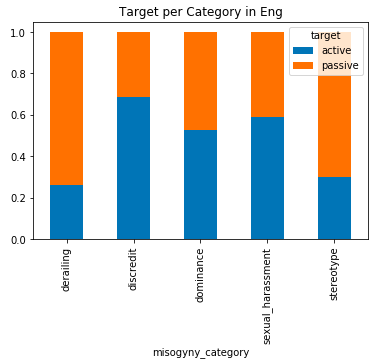 Target per Category in Eng
target
active
passive
1.0
0.8
0.6
0.4
0.2
0.0
derailing
discredit
dominance
sexual_harassment
stereotype
misogyny_category